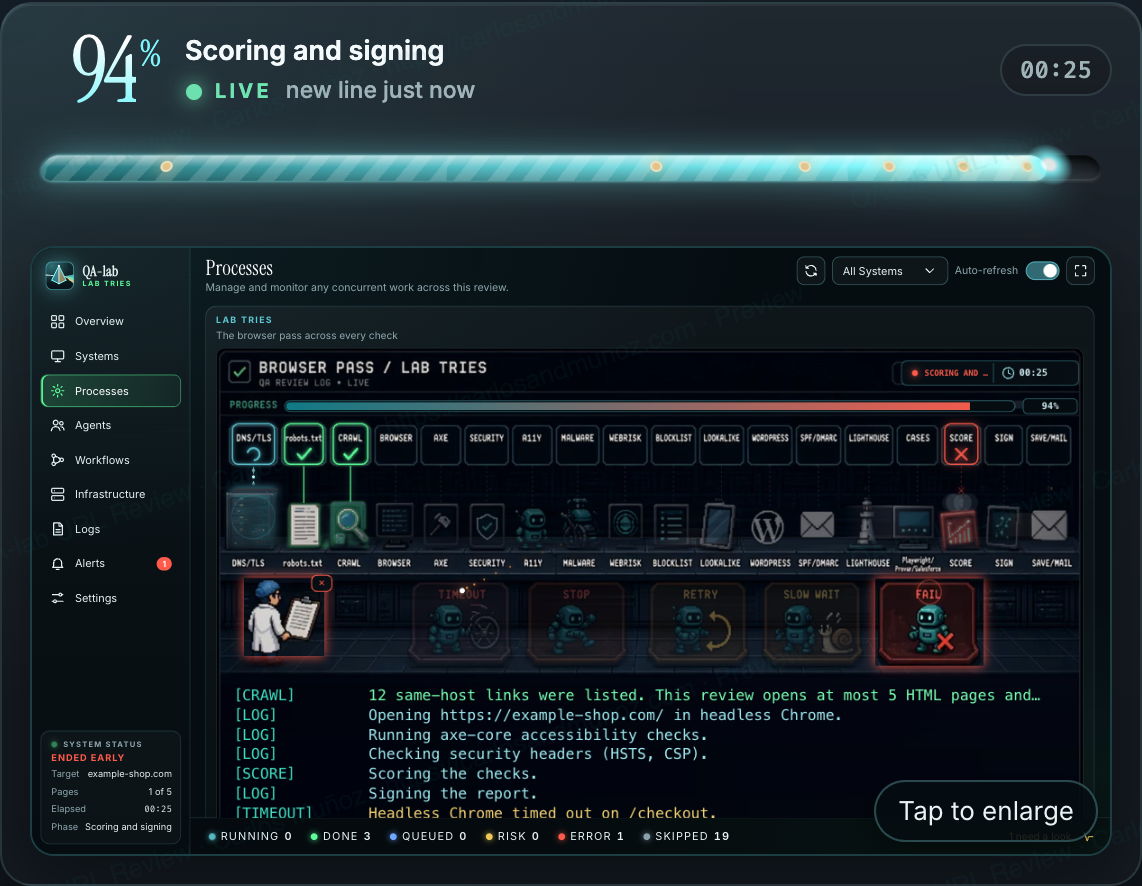 94%
Scoring and signing
LIVE new line just now
00:25
QA-lab
LAB TRIES
Overview
Systems
Processes
Agents
Workflows
Infrastructure
Logs
Alerts 1
Settings
SYSTEM STATUS
ENDED EARLY
Target example-shop.com
Pages 1 of 5
Elapsed 00:25
Phase Scoring and signing
Processes
Manage and monitor any concurrent work across this review.
All Systems
Auto-refresh
LAB TRIES
The browser pass across every check
BROWSER PASS / LAB TRIES
QA REVIEW LOG • LIVE
SCORING AND …
00:25
PROGRESS
94%
DNS/TLS robots.txt CRAWL BROWSER AXE SECURITY A11Y MALWARE WEBRISK BLOCKLIST LOOKALIKE WORDPRESS SPF/DMARC LIGHTHOUSE CASES SCORE SIGN SAVE/MAIL
DNS/TLS robots.txt CRAWL BROWSER AXE SECURITY A11Y MALWARE WEBRISK BLOCKLIST LOOKALIKE WORDPRESS SPF/DMARC LIGHTHOUSE Playwright/ SCORE SIGN SAVE/MAIL
TIMEOUT STOP RETRY SLOW WAIT FAIL
[CRAWL] 12 same-host links were listed. This review opens at most 5 HTML pages and…
[LOG] Opening https://example-shop.com/ in headless Chrome.
[LOG] Running axe-core accessibility checks.
[LOG] Checking security headers (HSTS, CSP).
[SCORE] Scoring the checks.
[LOG] Signing the report.
[TIMEOUT] Headless Chrome timed out on /checkout.
RUNNING 0 DONE 3 QUEUED 0 RISK 0 ERROR 1 SKIPPED 19
1 need a look
Tap to enlarge